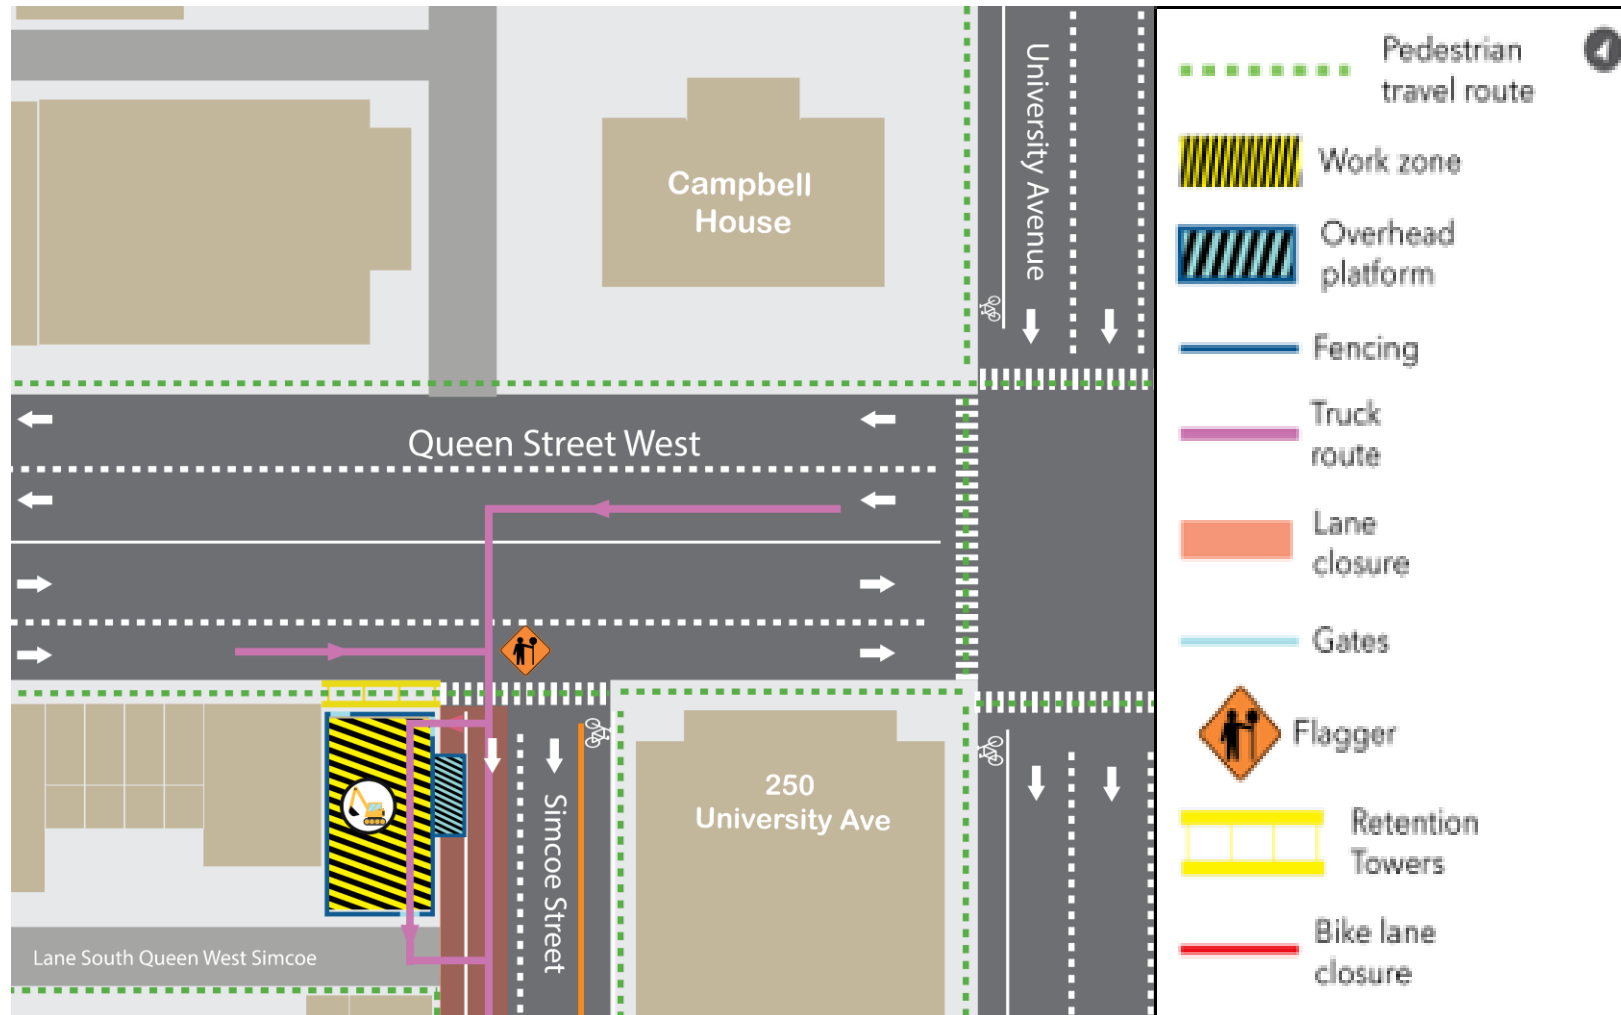 University Avenue
Campbell
House
Queen Street West
250
University Ave
Simcoe Street
Lane South Queen West Simcoe
Pedestrian
travel route
Work zone
Overhead
platform
Fencing
Truck
route
Lane
closure
Gates
Flagger
Retention
Towers
Bike lane
closure